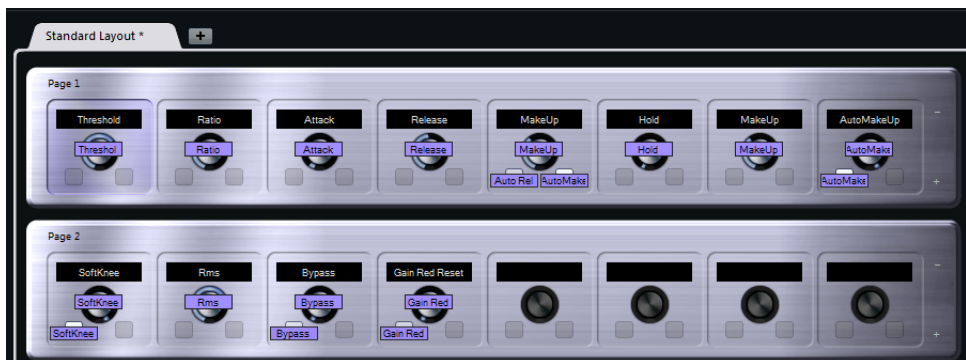 Standard Layout *
+
Page 1
Threshold Ratio Attack Release MakeUp Hold MakeUp AutoMakeUp
Threshol Ratio Attack Release MakeUp Hold MakeUp AutoMake
Auto Rel AutoMake AutoMake
Page 2
SoftKnee Rms Bypass Gain Red Reset
SoftKnee Rms Bypass Gain Red
SoftKnee Bypass Gain Red